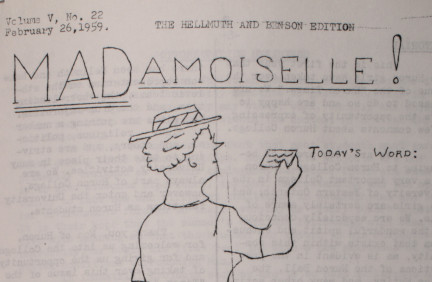 Volume V, No. 22
February 26,1959.
THE HELLMUTH AND BENSON EDITION
MADAMOISELLE!
TODAY'S WORD: